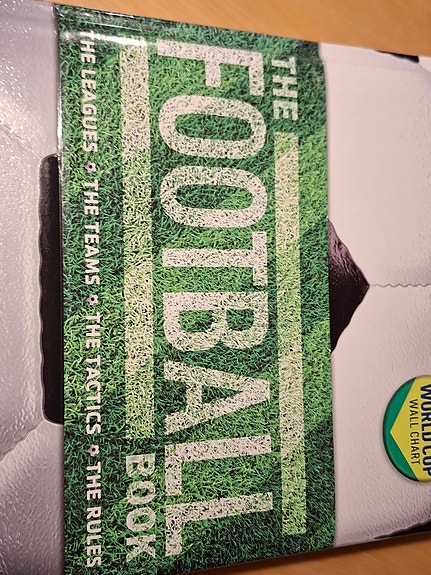 THE
FOOTBALL
BOOK
THE LEAGUES • THE TEAMS • THE TACTICS • THE RULES
WORLD CUP
WALL CHART